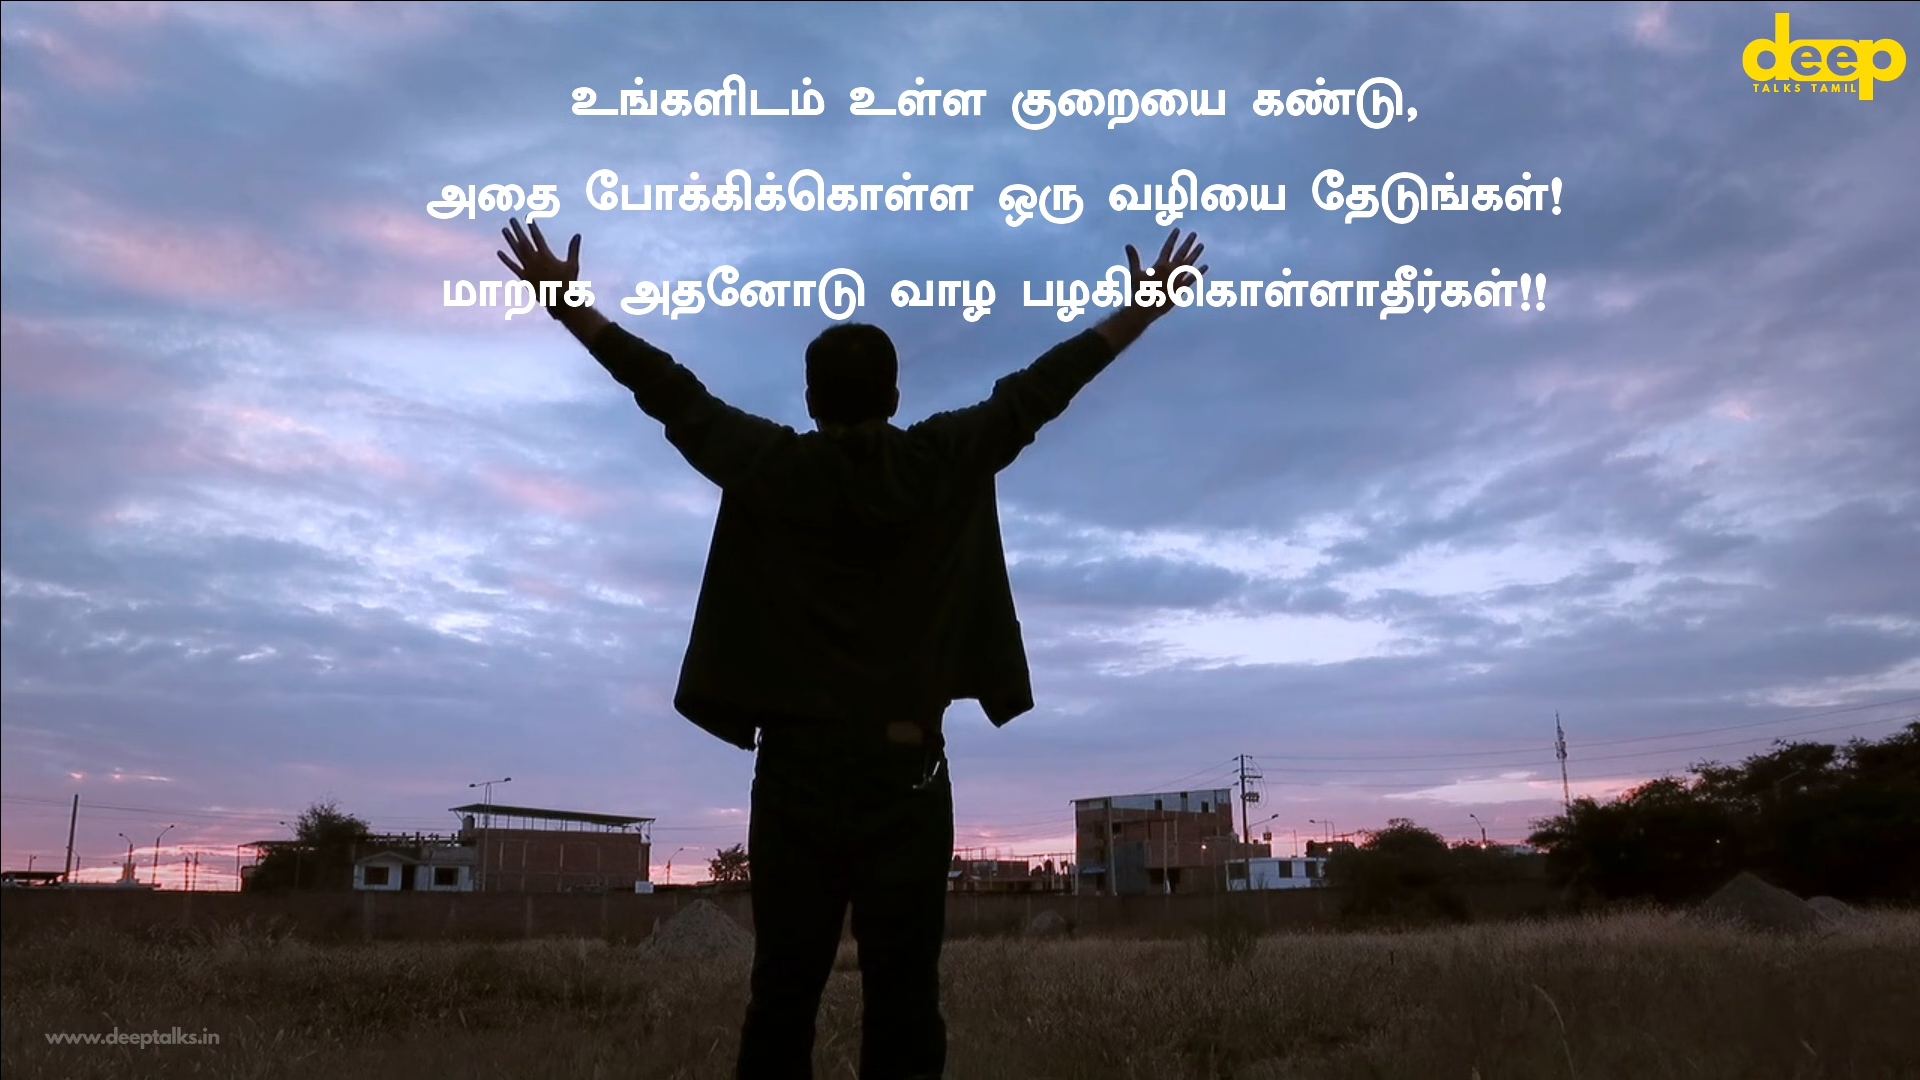 deep
TALKS TAMIL
உங்களிடம் உள்ள குறையை கண்டு,
அதை போக்கிக்கொள்ள ஒரு வழியை தேடுங்கள்!
மாறாக அதனோடு வாழ பழகிக்கொள்ளாதீர்கள்!!
www.deeptalks.in